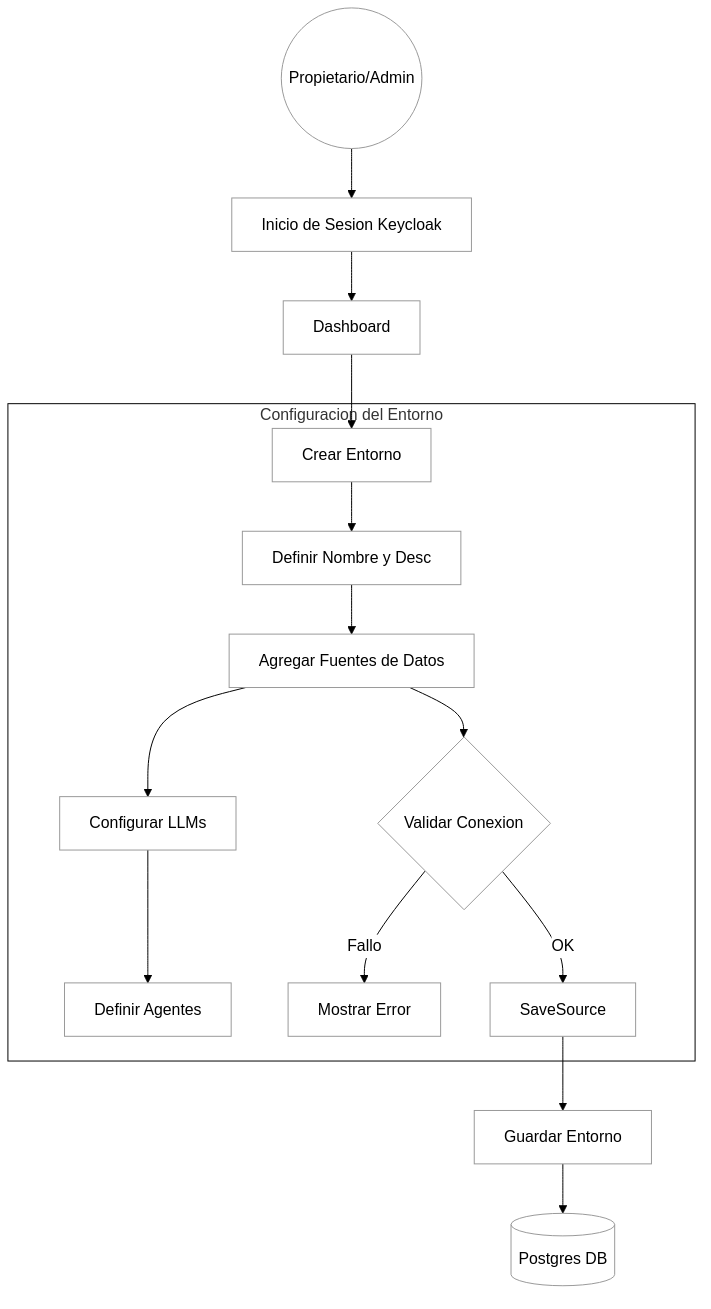 Propietario/Admin
Inicio de Sesion Keycloak
Dashboard
Configuracion del Entorno
Crear Entorno
Definir Nombre y Desc
Agregar Fuentes de Datos
Configurar LLMs
Validar Conexion
Fallo
OK
Definir Agentes
Mostrar Error
SaveSource
Guardar Entorno
Postgres DB